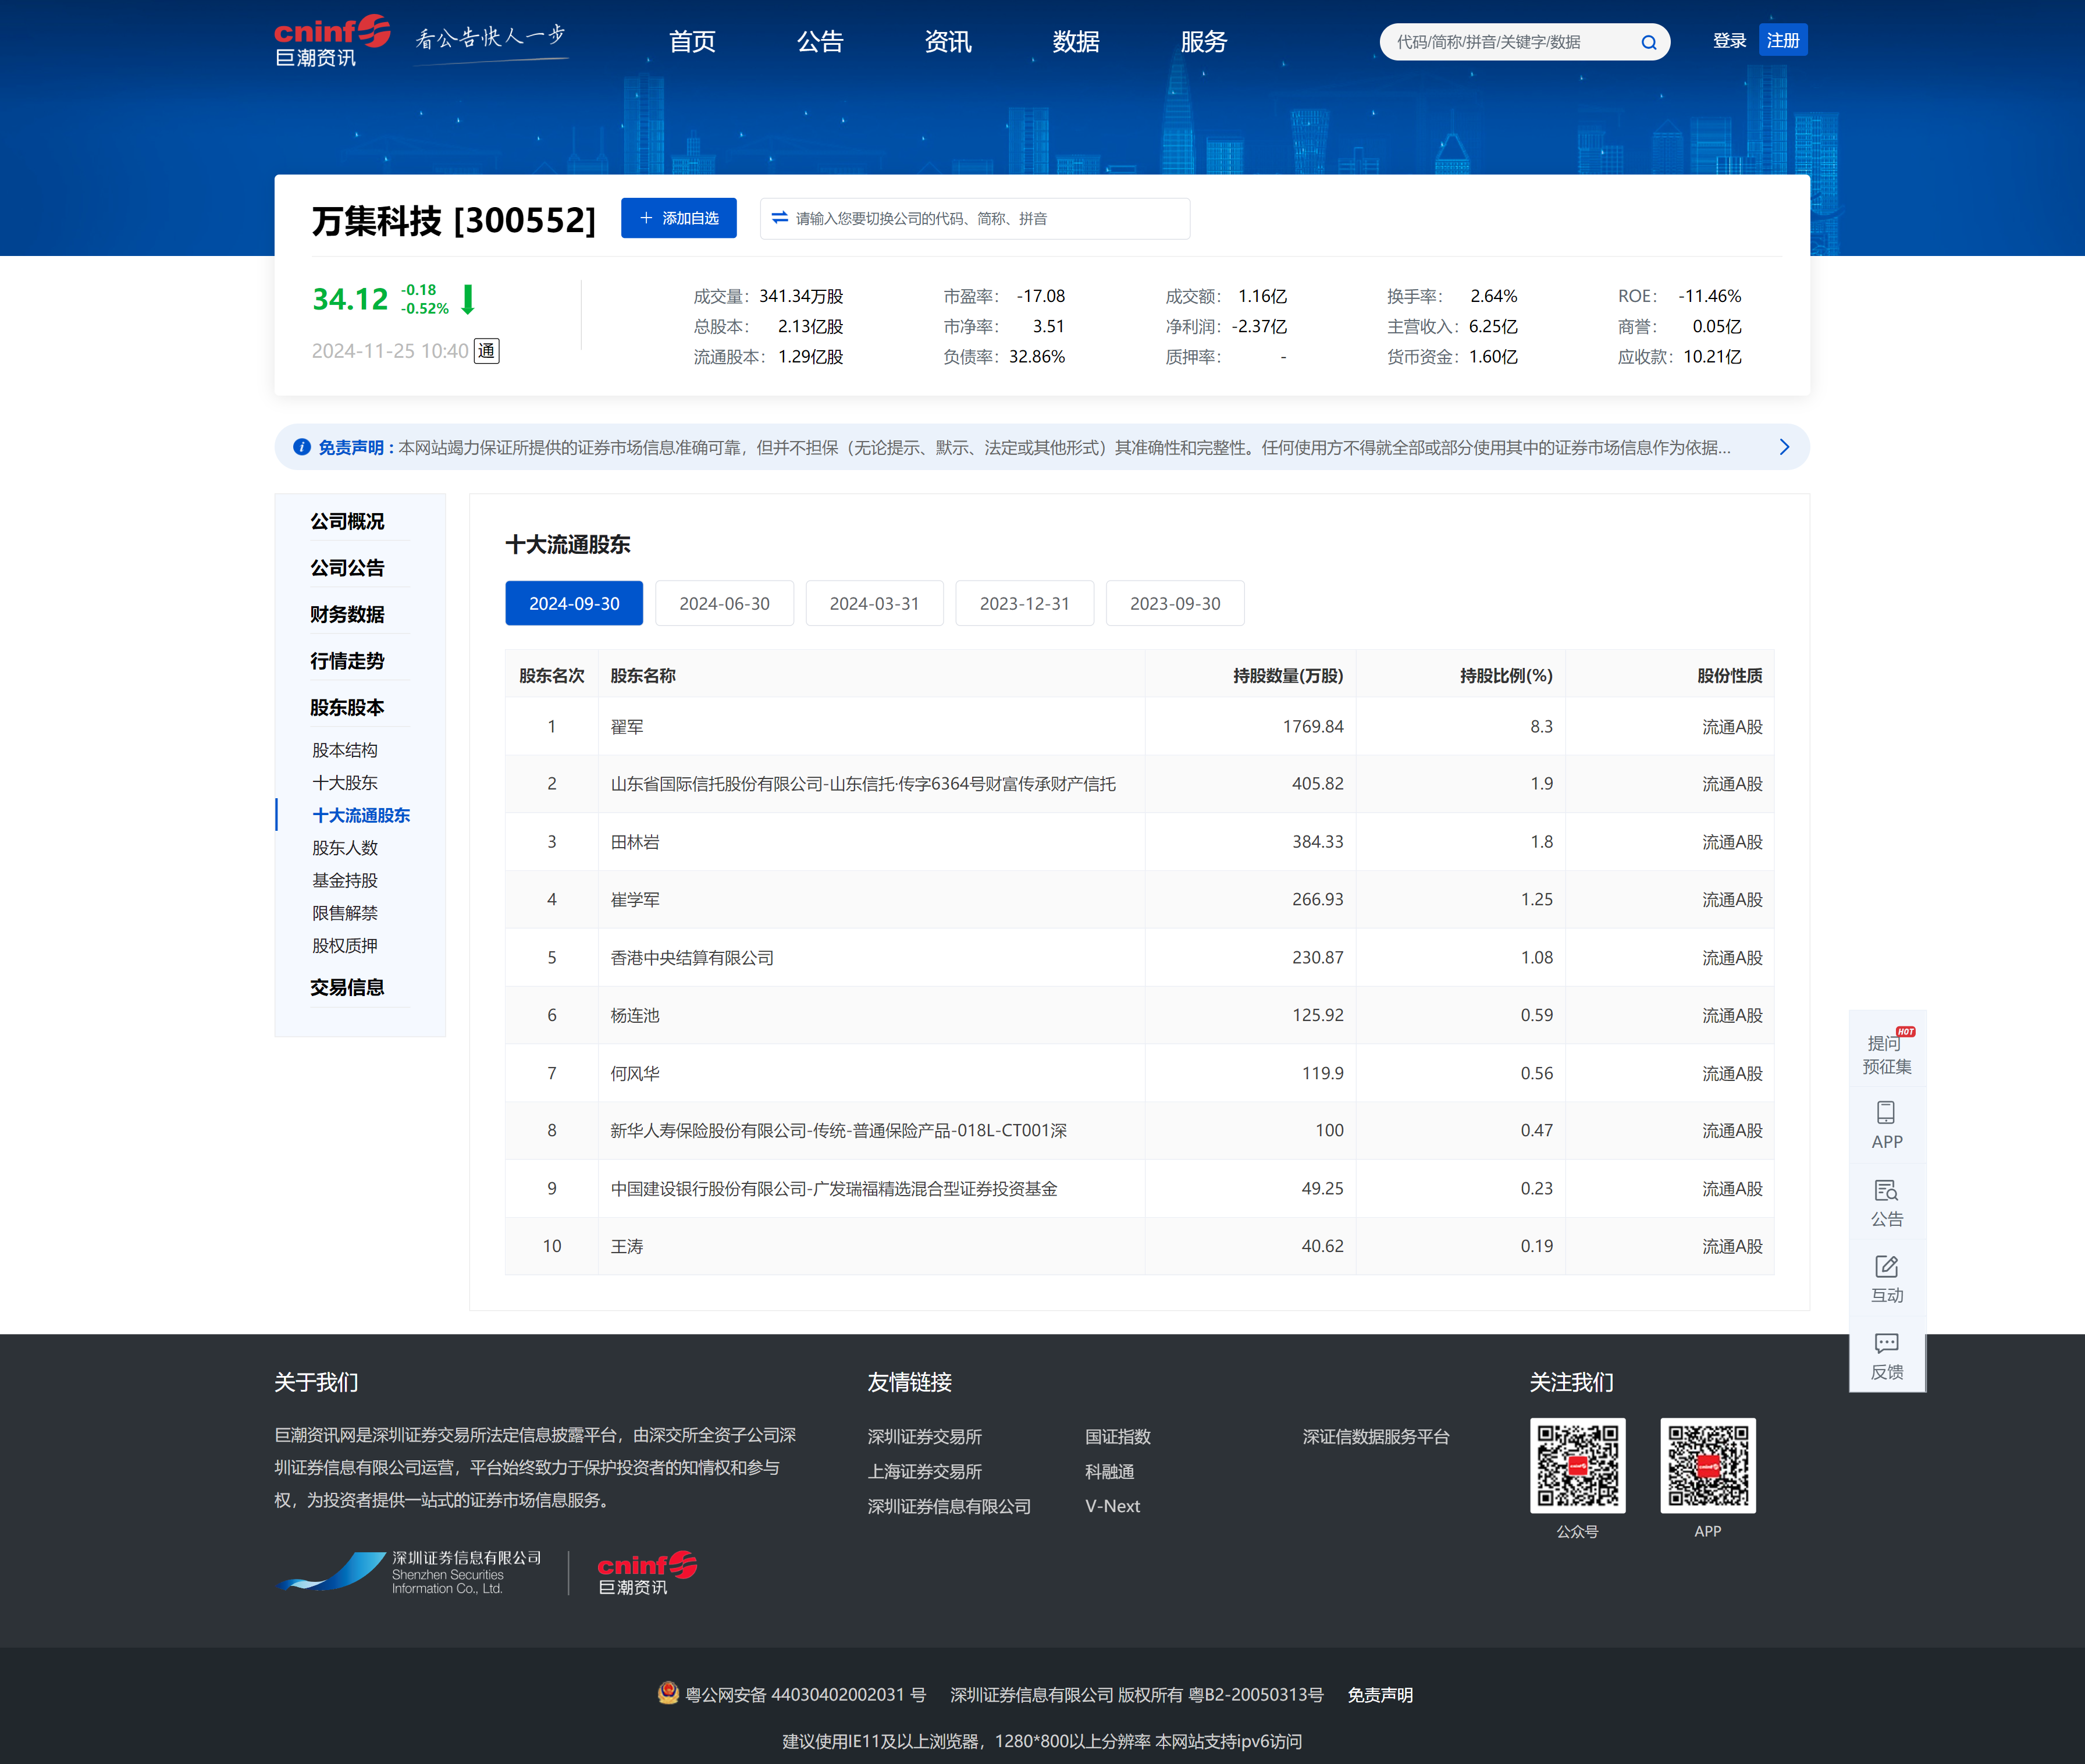 cninf 巨潮资讯 看公告快人一步 首页 公告 资讯 数据 服务 代码/简称/拼音/关键字/数据 登录 注册
万集科技 [300552] 添加自选 请输入您要切换公司的代码、简称、拼音
34.12 -0.18 -0.52%
2024-11-25 10:40 通
成交量: 341.34万股 市盈率: -17.08 成交额: 1.16亿 换手率: 2.64% ROE: -11.46%
总股本: 2.13亿股 市净率: 3.51 净利润: -2.37亿 主营收入: 6.25亿 商誉: 0.05亿
流通股本: 1.29亿股 负债率: 32.86% 质押率: - 货币资金: 1.60亿 应收款: 10.21亿
免责声明：本网站竭力保证所提供的证券市场信息准确可靠，但并不担保（无论提示、默示、法定或其他形式）其准确性和完整性。任何使用方不得就全部或部分使用其中的证券市场信息作为依据...
公司概况
公司公告
财务数据
行情走势
股东股本
股本结构
十大股东
十大流通股东
股东人数
基金持股
限售解禁
股权质押
交易信息
十大流通股东
2024-09-30 2024-06-30 2024-03-31 2023-12-31 2023-09-30
股东名次 股东名称 持股数量(万股) 持股比例(%) 股份性质
1 翟军 1769.84 8.3 流通A股
2 山东省国际信托股份有限公司-山东信托·传字6364号财富传承财产信托 405.82 1.9 流通A股
3 田林岩 384.33 1.8 流通A股
4 崔学军 266.93 1.25 流通A股
5 香港中央结算有限公司 230.87 1.08 流通A股
6 杨连池 125.92 0.59 流通A股
7 何风华 119.9 0.56 流通A股
8 新华人寿保险股份有限公司-传统-普通保险产品-018L-CT001深 100 0.47 流通A股
9 中国建设银行股份有限公司-广发瑞福精选混合型证券投资基金 49.25 0.23 流通A股
10 王涛 40.62 0.19 流通A股
HOT
提问
预征集
APP
公告
互动
反馈
关于我们
巨潮资讯网是深圳证券交易所法定信息披露平台，由深交所全资子公司深
圳证券信息有限公司运营，平台始终致力于保护投资者的知情权和参与
权，为投资者提供一站式的证券市场信息服务。
深圳证券信息有限公司
Shenzhen Securities
Information Co., Ltd.
cninf
巨潮资讯
友情链接
深圳证券交易所 国证指数 深证信数据服务平台
上海证券交易所 科融通
深圳证券信息有限公司 V-Next
关注我们
公众号 APP
粤公网安备 44030402002031 号 深圳证券信息有限公司 版权所有 粤B2-20050313号 免责声明
建议使用IE11及以上浏览器，1280*800以上分辨率 本网站支持ipv6访问